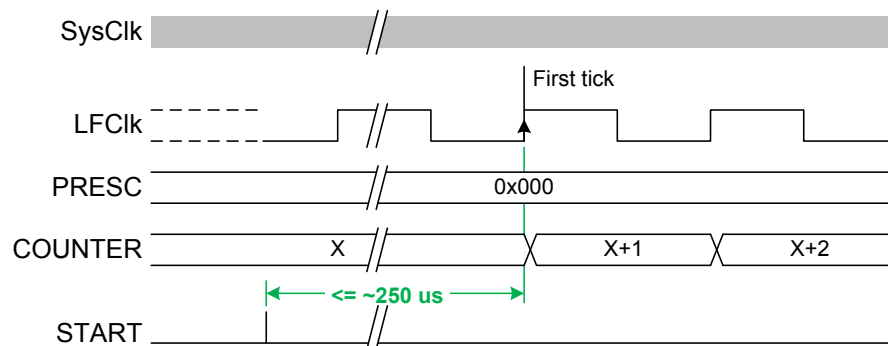 SysClk
First tick
LFClk
PRESC
0x000
COUNTER
X
X+1
X+2
<= ~250 us
START